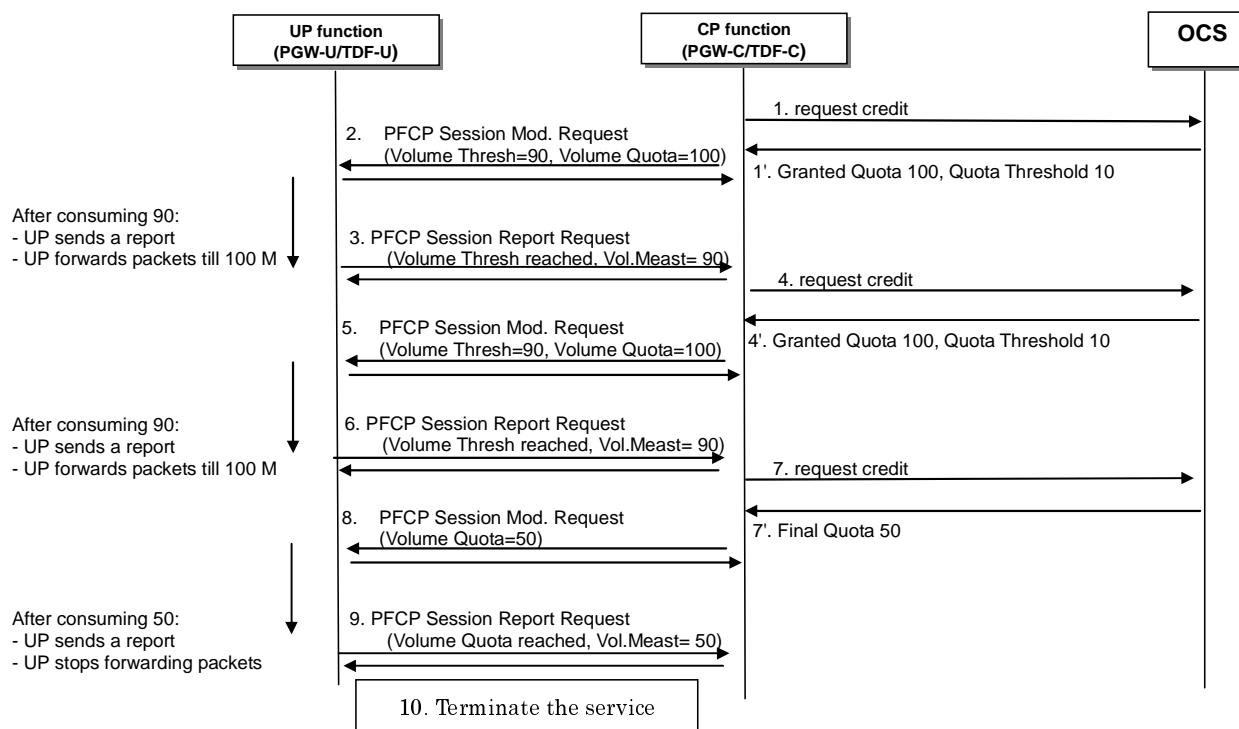 UP function
(PGW-U/TDF-U)
CP function
(PGW-C/TDF-C)
OCS
1. request credit
2. PFCP Session Mod. Request
(Volume Thresh=90, Volume Quota=100)
1'. Granted Quota 100, Quota Threshold 10
After consuming 90:
- UP sends a report
- UP forwards packets till 100 M
3. PFCP Session Report Request
(Volume Thresh reached, Vol.Meast= 90)
4. request credit
5. PFCP Session Mod. Request
(Volume Thresh=90, Volume Quota=100)
4'. Granted Quota 100, Quota Threshold 10
After consuming 90:
- UP sends a report
- UP forwards packets till 100 M
6. PFCP Session Report Request
(Volume Thresh reached, Vol.Meast= 90)
7. request credit
8. PFCP Session Mod. Request
(Volume Quota=50)
7'. Final Quota 50
After consuming 50:
- UP sends a report
- UP stops forwarding packets
9. PFCP Session Report Request
(Volume Quota reached, Vol.Meast= 50)
10. Terminate the service